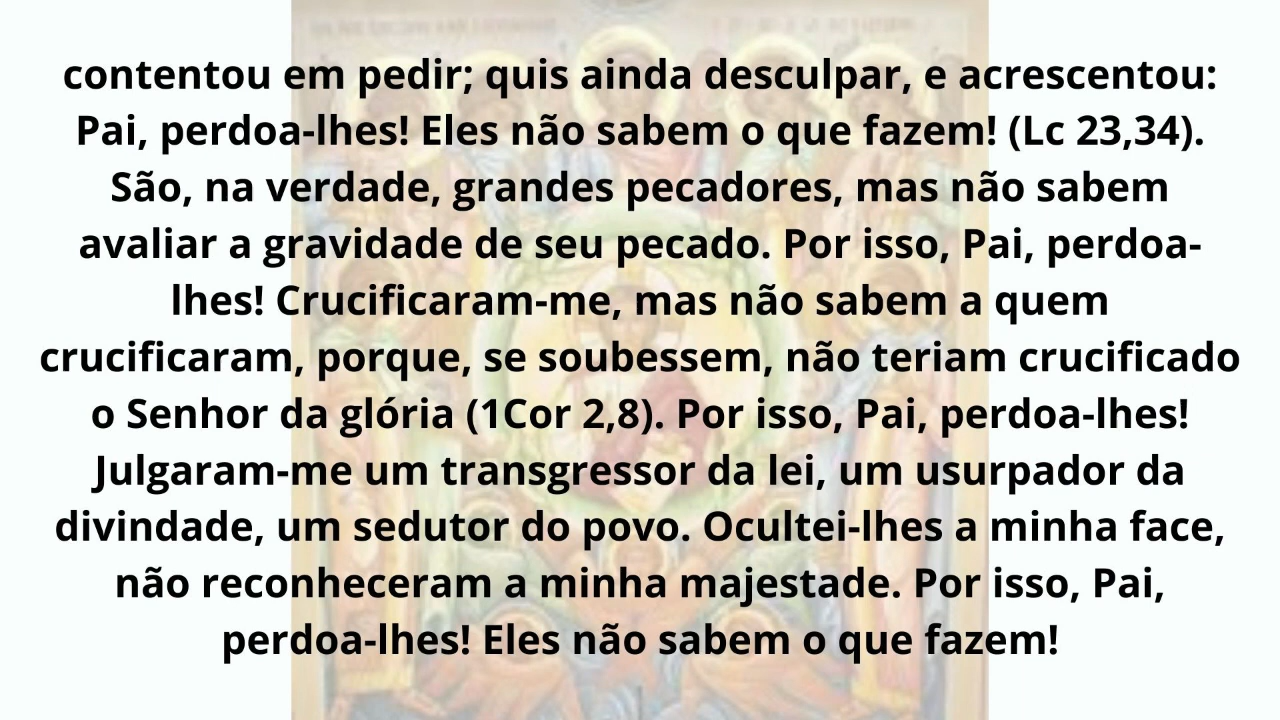 contentou em pedir; quis ainda desculpar, e acrescentou:
Pai, perdoa-lhes! Eles não sabem o que fazem! (Lc 23,34).
São, na verdade, grandes pecadores, mas não sabem
avaliar a gravidade de seu pecado. Por isso, Pai, perdoa-
lhes! Crucificaram-me, mas não sabem a quem
crucificaram, porque, se soubessem, não teriam crucificado
o Senhor da glória (1Cor 2,8). Por isso, Pai, perdoa-lhes!
Julgaram-me um transgressor da lei, um usurpador da
divindade, um sedutor do povo. Ocultei-lhes a minha face,
não reconheceram a minha majestade. Por isso, Pai,
perdoa-lhes! Eles não sabem o que fazem!